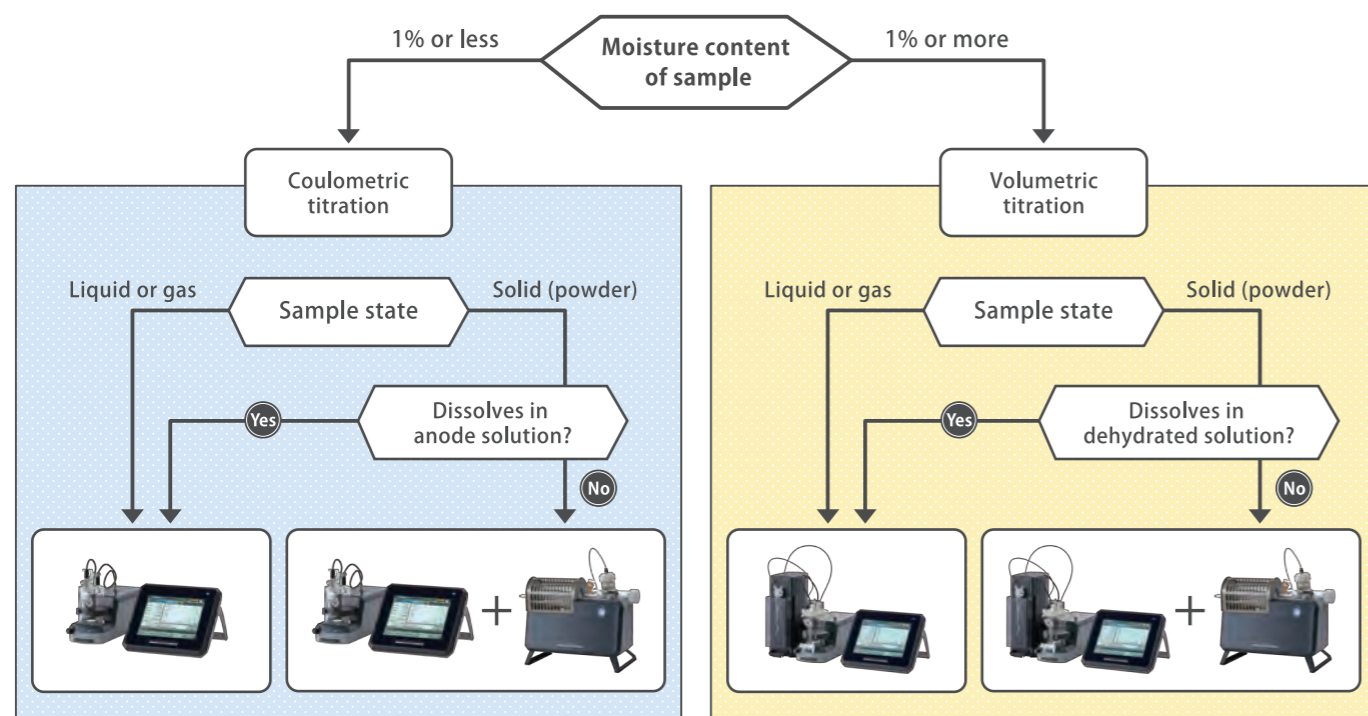 1% or less
Moisture content
of sample
1% or more
Coulometric
titration
Volumetric
titration
Liquid or gas
Sample state
Solid (powder)
Liquid or gas
Sample state
Solid (powder)
Yes
Dissolves in
anode solution?
Yes
Dissolves in
dehydrated solution?
No
No
+
+